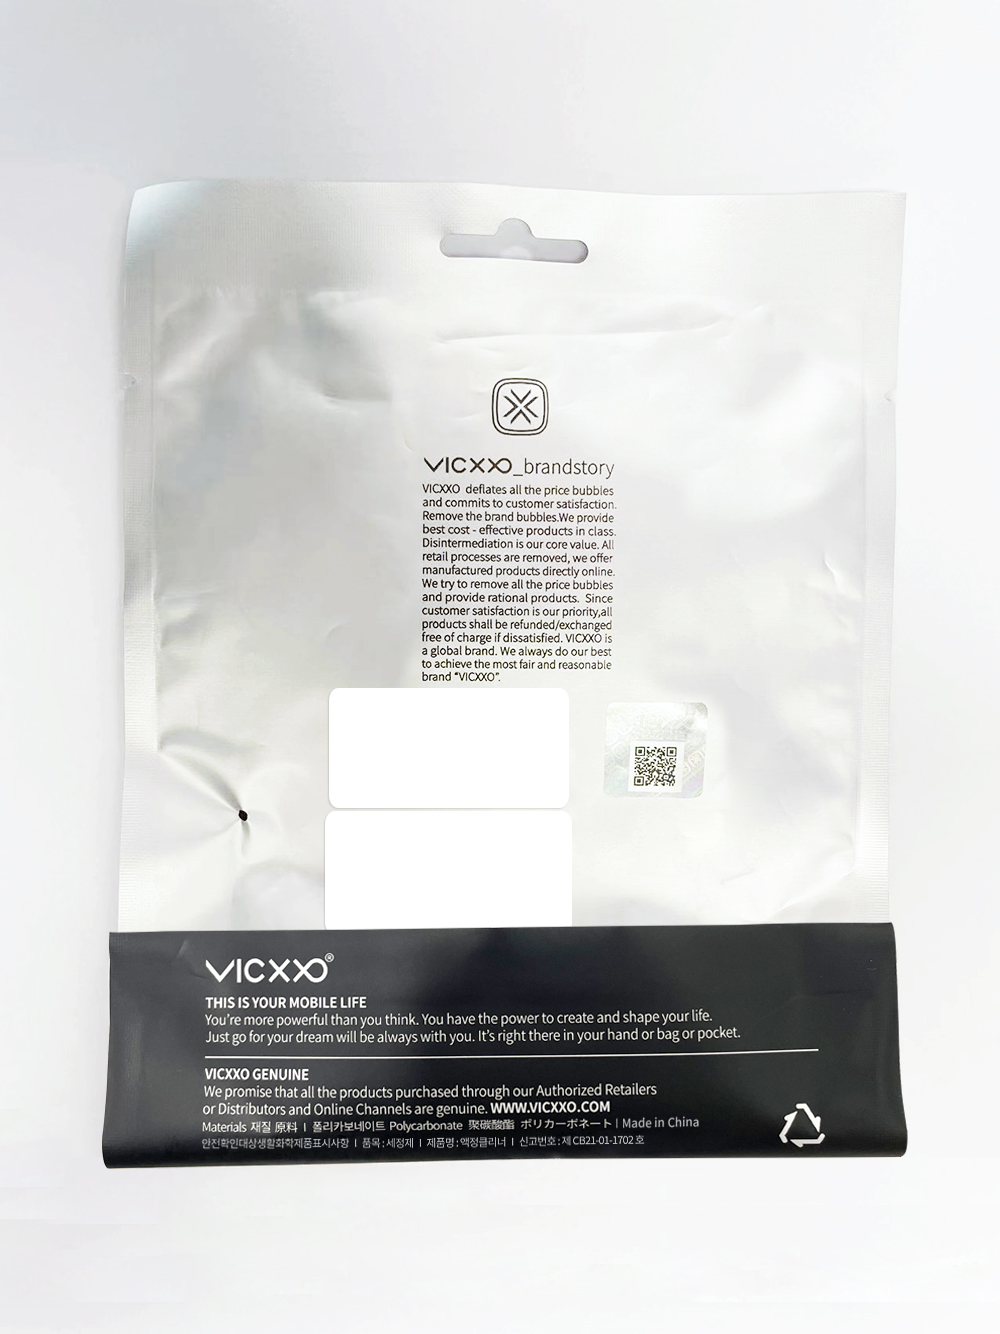 VICXXO_brandstory
VICXXO deflates all the price bubbles
and commits to customer satisfaction.
Remove the brand bubbles.We provide
best cost - effective products in class.
Disintermediation is our core value. All
retail processes are removed, we offer
manufactured products directly online.
We try to remove all the price bubbles
and provide rational products. Since
customer satisfaction is our priority,all
products shall be refunded/exchanged
free of charge if dissatisfied. VICXXO is
a global brand. We always do our best
to achieve the most fair and reasonable
brand “VICXXO”.
VICXXO®
THIS IS YOUR MOBILE LIFE
You’re more powerful than you think. You have the power to create and shape your life.
Just go for your dream will be always with you. It’s right there in your hand or bag or pocket.
VICXXO GENUINE
We promise that all the products purchased through our Authorized Retailers
or Distributors and Online Channels are genuine. WWW.VICXXO.COM
Materials 재질 原料 | 폴리카보네이트 Polycarbonate 聚碳酸酯 ポリカーボネート | Made in China
안전확인대상생활화학제품표시사항 | 품목 : 세정제 | 제품명 : 액정클리너 | 신고번호 : 제 CB21-01-1702 호